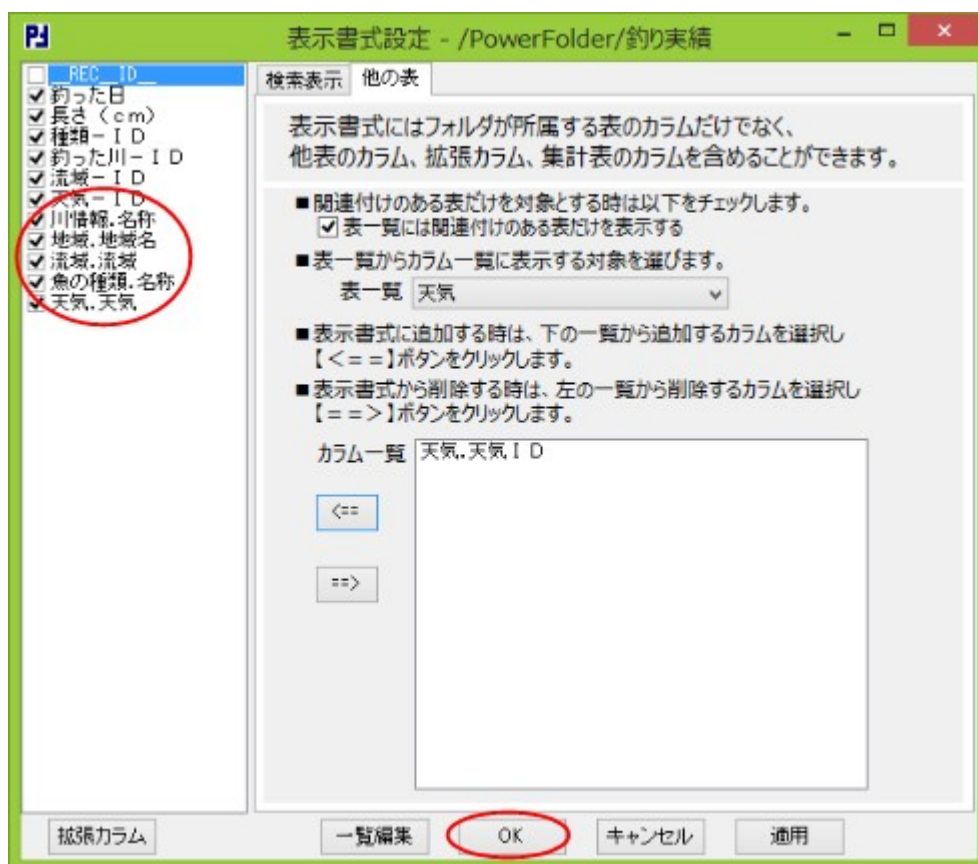 表示書式設定 - /PowerFolder/釣り実績
__REC_ID__
釣った日
長さ（ｃｍ）
種類－ＩＤ
釣った川－ＩＤ
流域－ＩＤ
天気－ＩＤ
川情報.名称
地域.地域名
流域.流域
魚の種類.名称
天気.天気
検索表示 他の表
表示書式にはフォルダが所属する表のカラムだけでなく、
他表のカラム、拡張カラム、集計表のカラムを含めることができます。
■関連付けのある表だけを対象とする時は以下をチェックします。
表一覧には関連付けのある表だけを表示する
■表一覧からカラム一覧に表示する対象を選びます。
表一覧 天気
■表示書式に追加する時は、下の一覧から追加するカラムを選択し
【＜＝＝】ボタンをクリックします。
■表示書式から削除する時は、左の一覧から削除するカラムを選択し
【＝＝＞】ボタンをクリックします。
カラム一覧 天気.天気ＩＤ
<==
==>
拡張カラム 一覧編集 OK キャンセル 適用